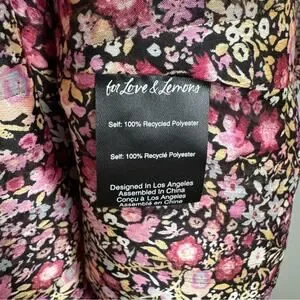 for Love & Lemons
Self: 100% Recycled Polyester
Self: 100% Recyclé Polyester
Designed In Los Angeles
Assembled In China
Conçu à Los Angeles
Assemblé en Chine